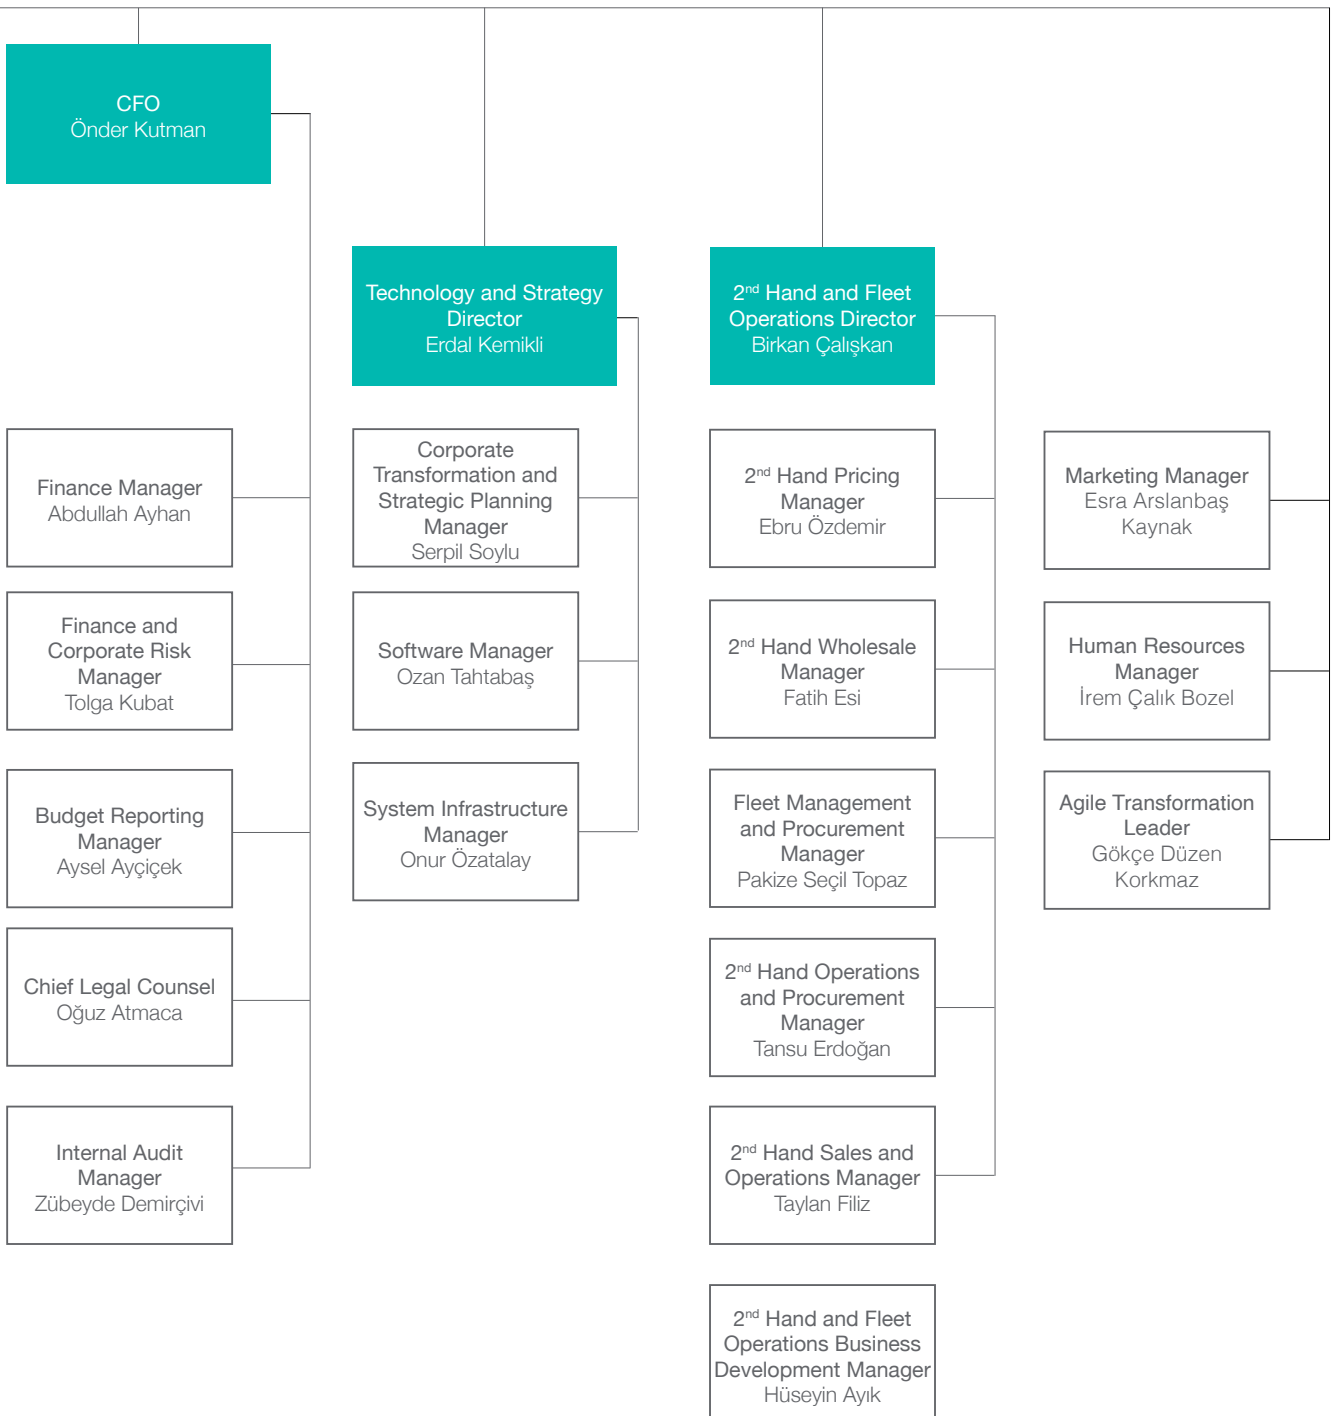 CFO
Önder Kutman
Technology and Strategy
Director
Erdal Kemikli
2nd Hand and Fleet
Operations Director
Birkan Çalışkan
Finance Manager
Abdullah Ayhan
Finance and
Corporate Risk
Manager
Tolga Kubat
Budget Reporting
Manager
Aysel Ayçiçek
Chief Legal Counsel
Oğuz Atmaca
Internal Audit
Manager
Zübeyde Demirçivi
Corporate
Transformation and
Strategic Planning
Manager
Serpil Soylu
Software Manager
Ozan Tahtabaş
System Infrastructure
Manager
Onur Özatalay
2nd Hand Pricing
Manager
Ebru Özdemir
2nd Hand Wholesale
Manager
Fatih Esi
Fleet Management
and Procurement
Manager
Pakize Seçil Topaz
2nd Hand Operations
and Procurement
Manager
Tansu Erdoğan
2nd Hand Sales and
Operations Manager
Taylan Filiz
2nd Hand and Fleet
Operations Business
Development Manager
Hüseyin Ayık
Marketing Manager
Esra Arslanbaş
Kaynak
Human Resources
Manager
İrem Çalık Bozel
Agile Transformation
Leader
Gökçe Düzen
Korkmaz